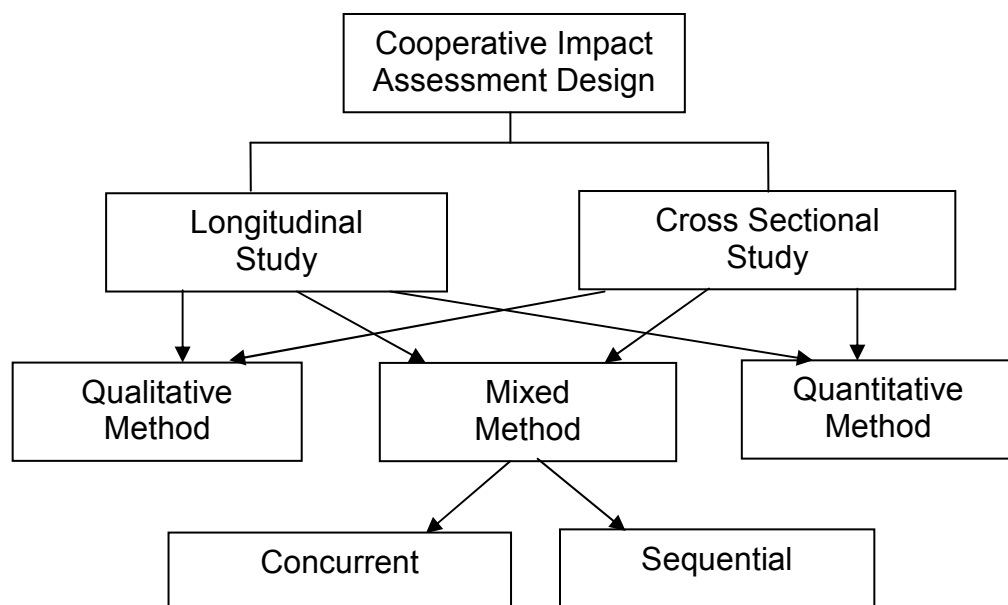 Cooperative Impact
Assessment Design
Longitudinal
Study
Cross Sectional
Study
Qualitative
Method
Mixed
Method
Quantitative
Method
Concurrent
Sequential